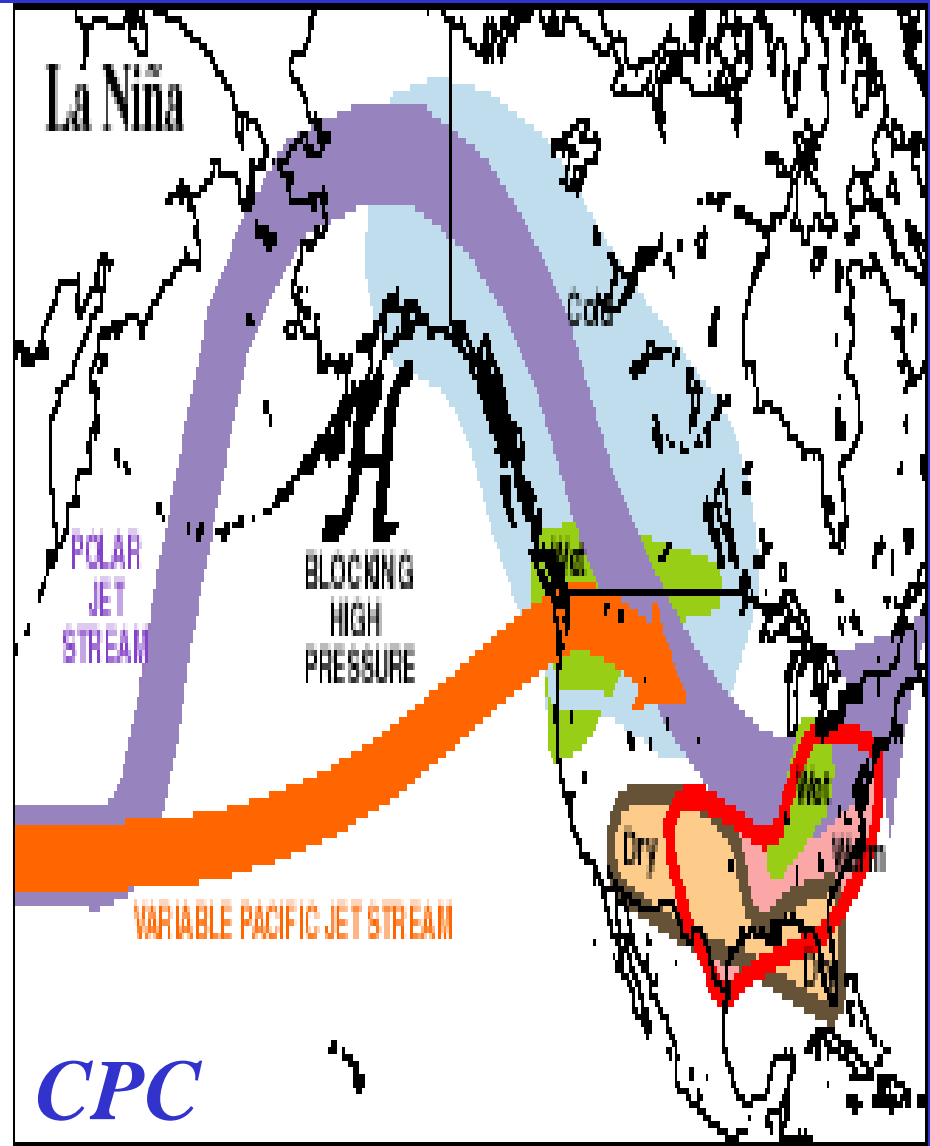 La Niña
Cold
H
Wet
POLAR
JET
STREAM
BLOCKING
HIGH
PRESSURE
Wet
Dry
Warm
VARIABLE PACIFIC JET STREAM
Dry
CPC